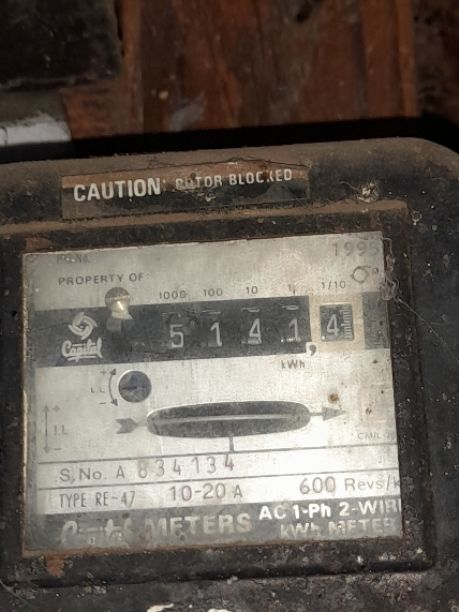 CAUTION: ROTOR BLOCKED
PROPERTY OF
1000 100 10 1 1/10
5 1 4 1 4
Capital
kWh
I.L
S.No. A 834134
TYPE RE-47 10-20 A 600 Revs/k
Capital METERS AC 1-Ph 2-WIR
kWh METER